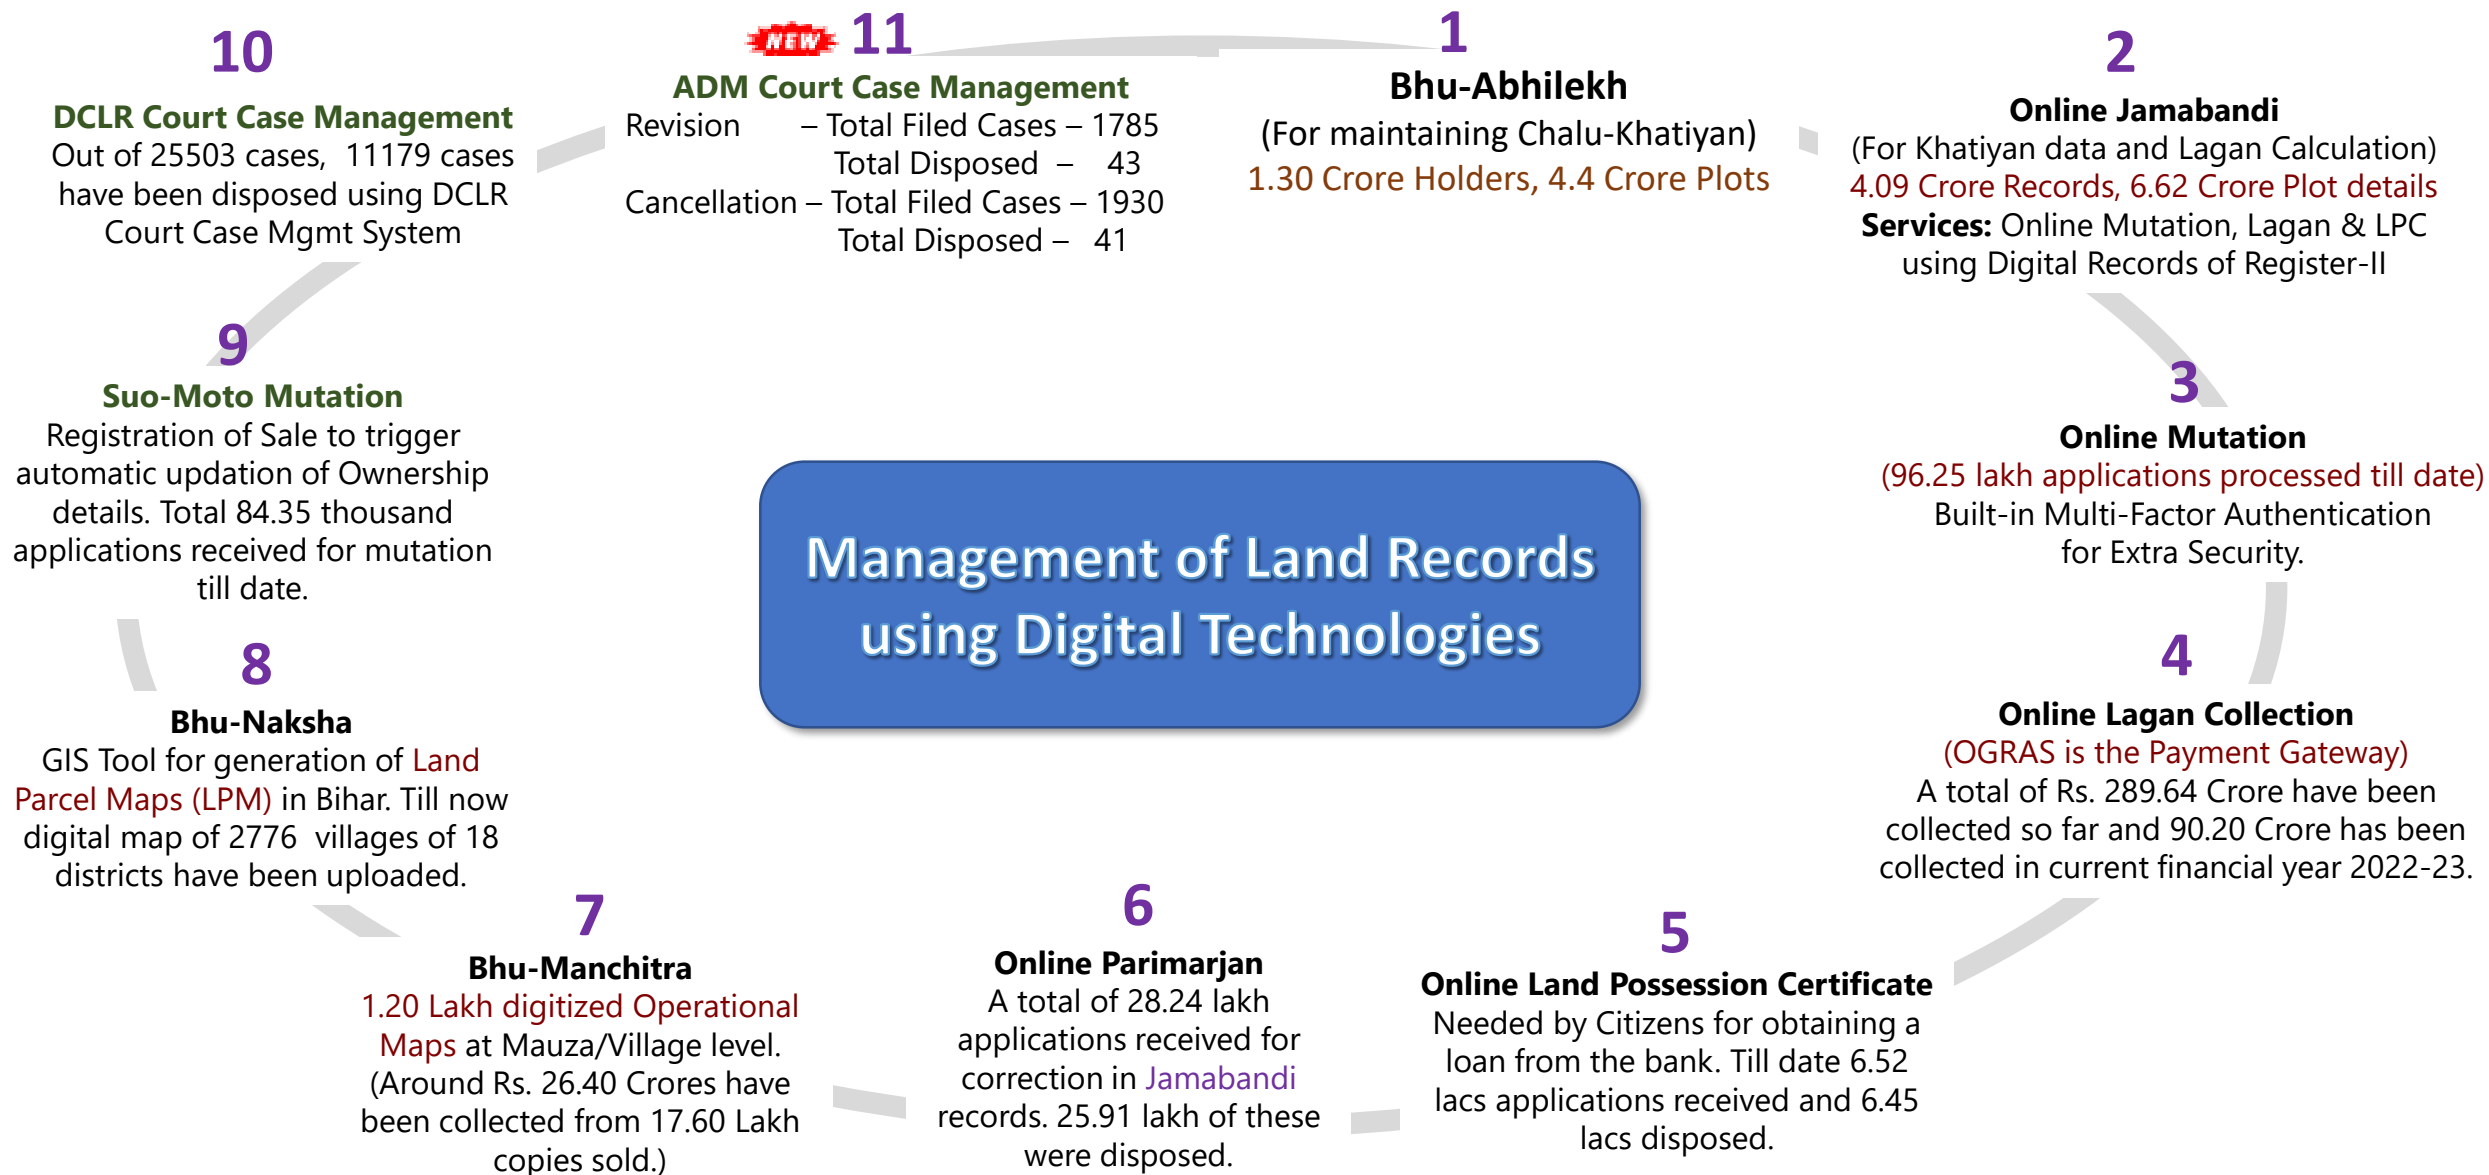 Management of Land Records
using Digital Technologies
1
Bhu-Abhilekh
(For maintaining Chalu-Khatiyan)
1.30 Crore Holders, 4.4 Crore Plots
2
Online Jamabandi
(For Khatiyan data and Lagan Calculation)
4.09 Crore Records, 6.62 Crore Plot details
Services: Online Mutation, Lagan & LPC
using Digital Records of Register-II
3
Online Mutation
(96.25 lakh applications processed till date)
Built-in Multi-Factor Authentication
for Extra Security.
4
Online Lagan Collection
(OGRAS is the Payment Gateway)
A total of Rs. 289.64 Crore have been
collected so far and 90.20 Crore has been
collected in current financial year 2022-23.
5
Online Land Possession Certificate
Needed by Citizens for obtaining a
loan from the bank. Till date 6.52
lacs applications received and 6.45
lacs disposed.
6
Online Parimarjan
A total of 28.24 lakh
applications received for
correction in Jamabandi
records. 25.91 lakh of these
were disposed.
7
Bhu-Manchitra
1.20 Lakh digitized Operational
Maps at Mauza/Village level.
(Around Rs. 26.40 Crores have
been collected from 17.60 Lakh
copies sold.)
8
Bhu-Naksha
GIS Tool for generation of Land
Parcel Maps (LPM) in Bihar. Till now
digital map of 2776 villages of 18
districts have been uploaded.
9
Suo-Moto Mutation
Registration of Sale to trigger
automatic updation of Ownership
details. Total 84.35 thousand
applications received for mutation
till date.
10
DCLR Court Case Management
Out of 25503 cases, 11179 cases
have been disposed using DCLR
Court Case Mgmt System
NEW 11
ADM Court Case Management
Revision – Total Filed Cases – 1785
Total Disposed – 43
Cancellation – Total Filed Cases – 1930
Total Disposed – 41